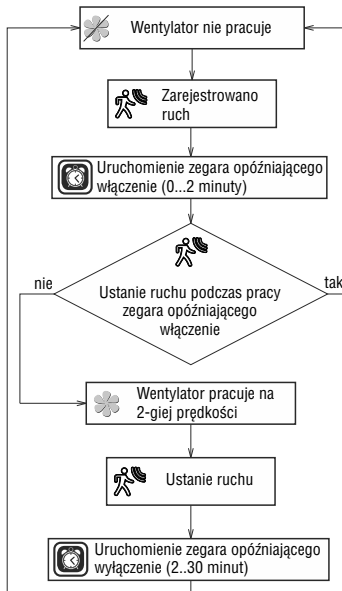 Wentylator nie pracuje
Zarejestrowano
ruch
Uruchomienie zegara opóźniającego
włączenie (0...2 minuty)
nie
tak
Ustanie ruchu podczas pracy
zegara opóźniającego
włączenie
Wentylator pracuje na
2-giej prędkości
Ustanie ruchu
Uruchomienie zegara opóźniającego
wyłączenie (2..30 minut)